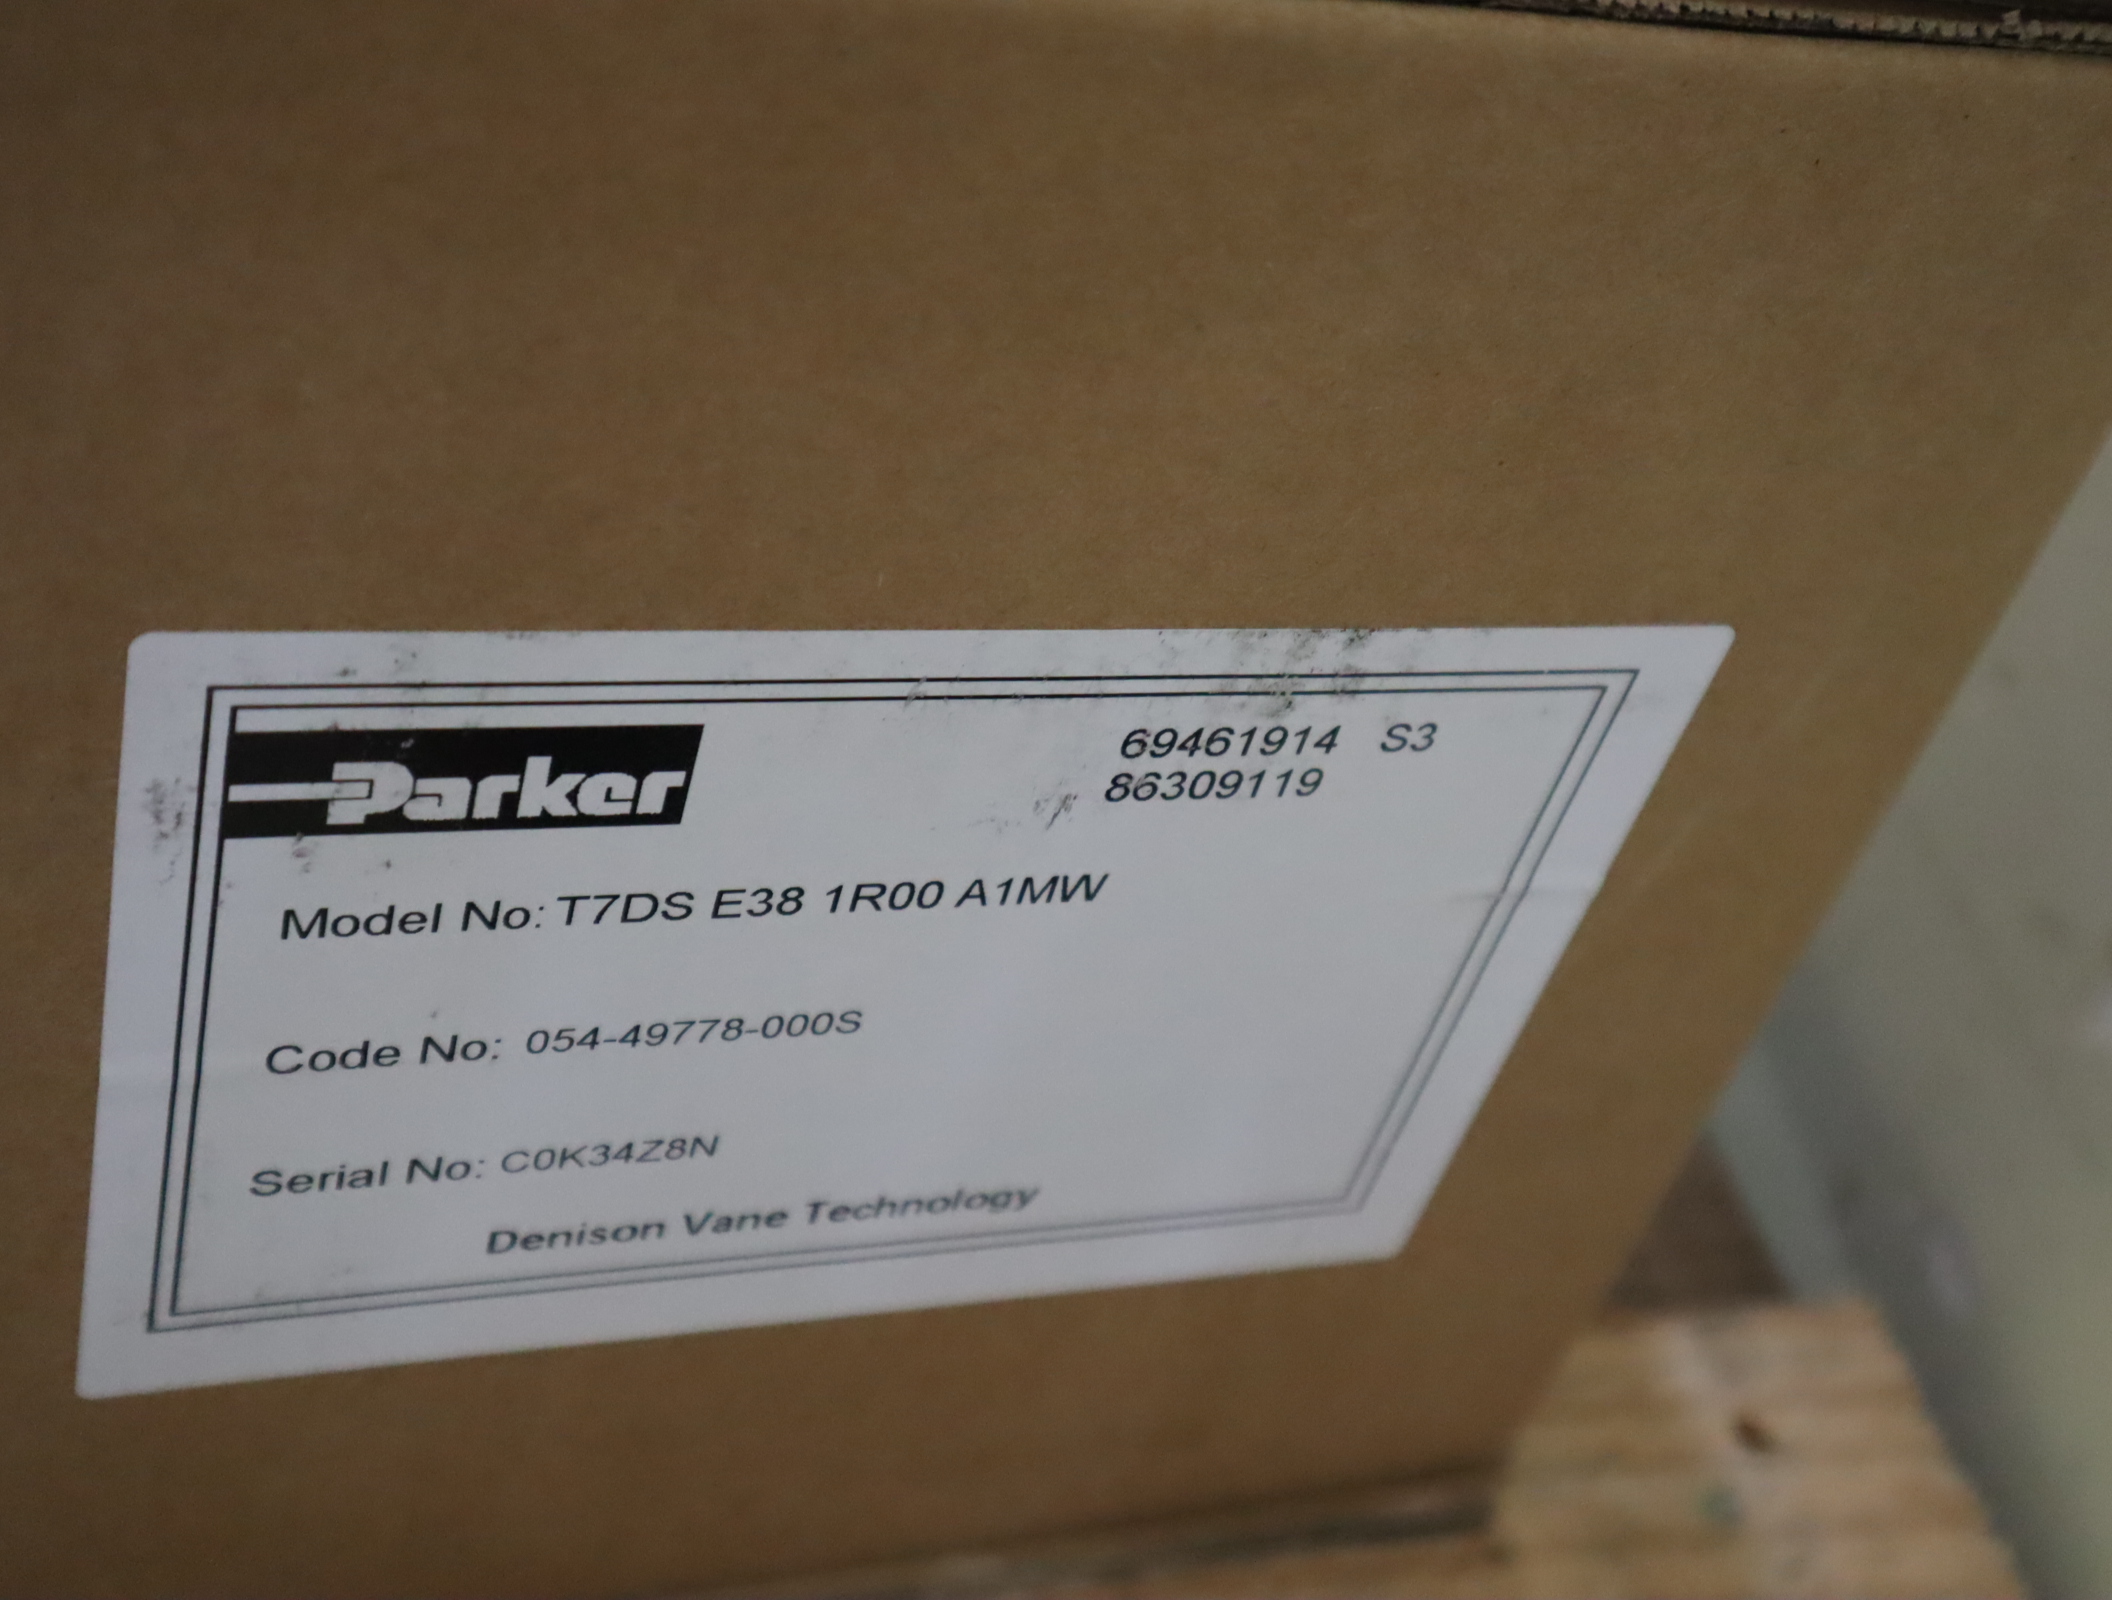 Parker
69461914 S3
86309119
Model No: T7DS E38 1R00 A1MW
Code No: 054-49778-000S
Serial No: C0K34Z8N
Denison Vane Technology